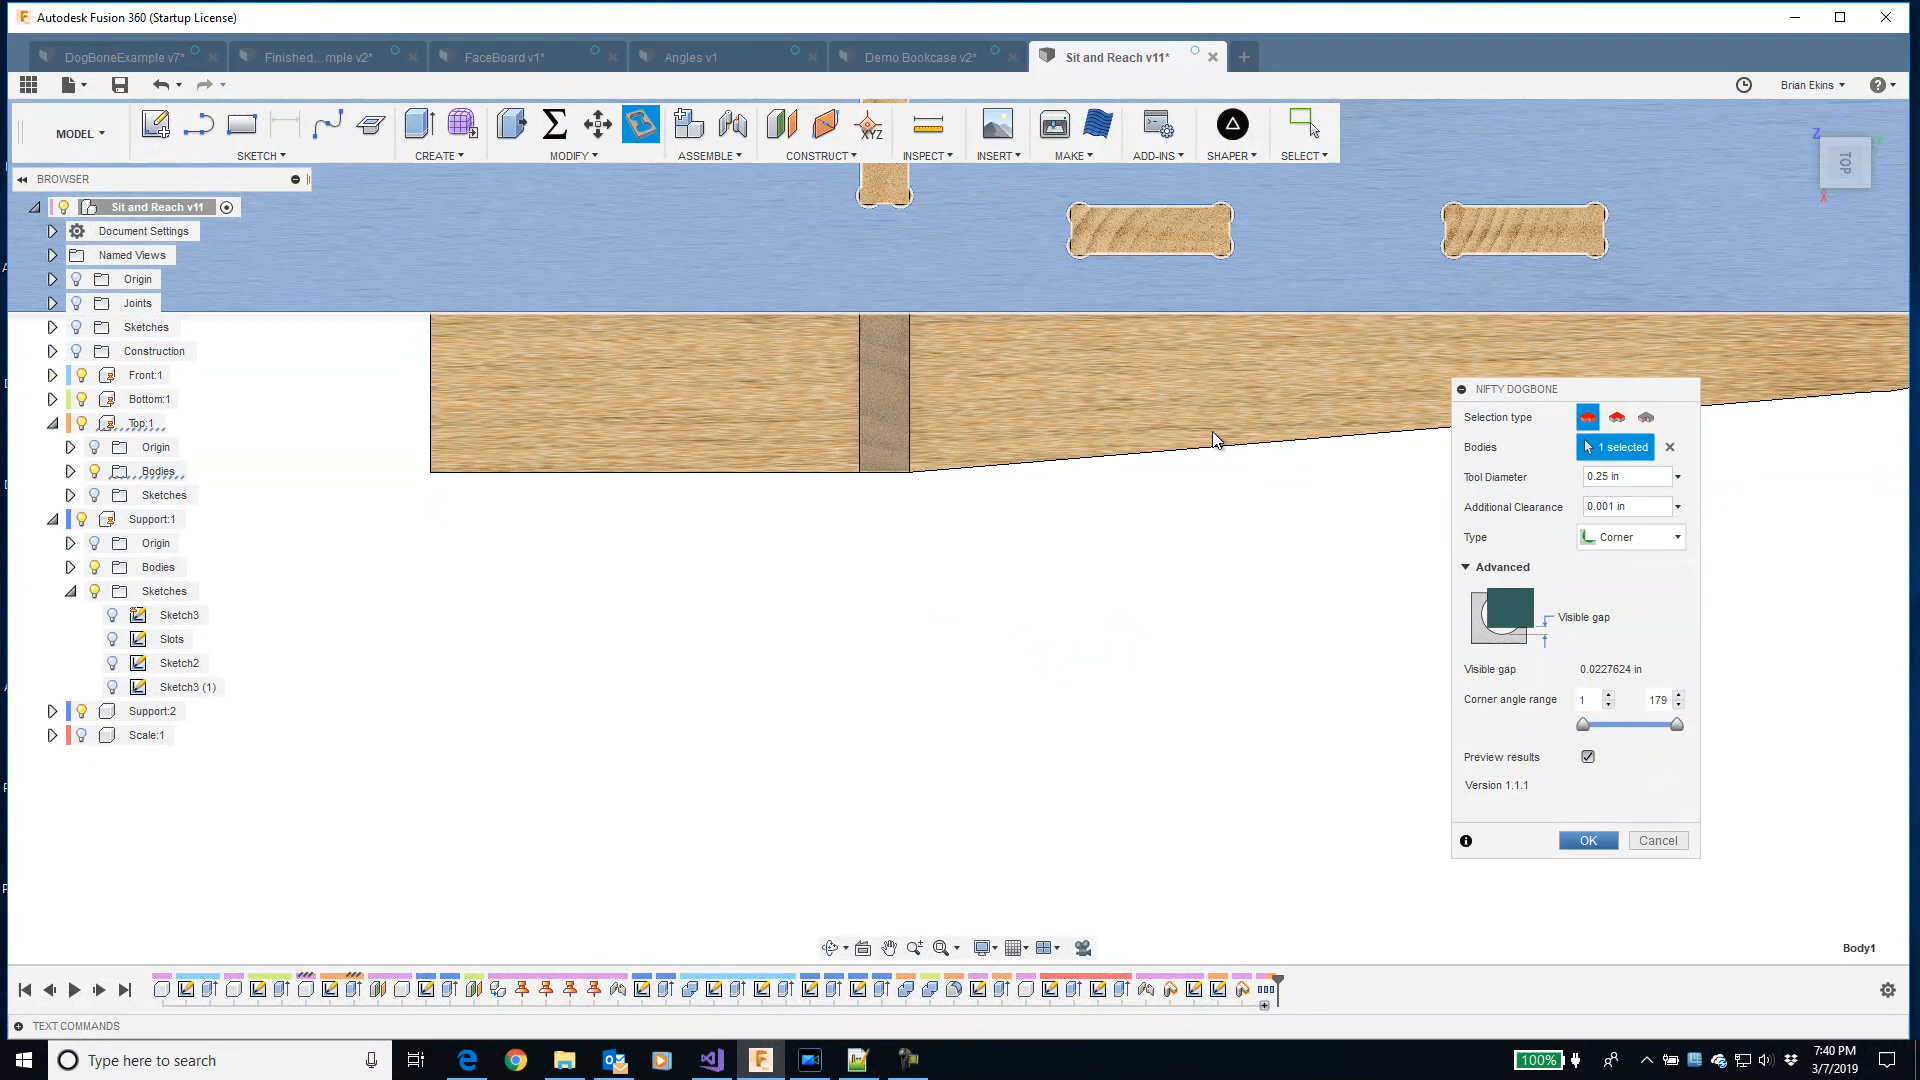 Autodesk Fusion 360 (Startup License)
DogBoneExample v7*
Finished...mple v2*
FaceBoard v1*
Angles v1
Demo Bookcase v2*
Sit and Reach v11*
Brian Ekins
MODEL
SKETCH
CREATE
MODIFY
ASSEMBLE
CONSTRUCT
INSPECT
INSERT
MAKE
ADD-INS
SHAPER
SELECT
XYZ
Z
TOP
X
BROWSER
Sit and Reach v11
Document Settings
Named Views
Origin
Joints
Sketches
Construction
Front:1
Bottom:1
Top:1
Origin
Bodies
Sketches
Support:1
Origin
Bodies
Sketches
Sketch3
Slots
Sketch2
Sketch3 (1)
Support:2
Scale:1
NIFTY DOGBONE
Selection type
Bodies 1 selected
Tool Diameter 0.25 in
Additional Clearance 0.001 in
Type Corner
Advanced
Visible gap
Visible gap 0.0227624 in
Corner angle range 1 179
Preview results
Version 1.1.1
OK Cancel
Body1
TEXT COMMANDS
Type here to search
100%
7:40 PM
3/7/2019